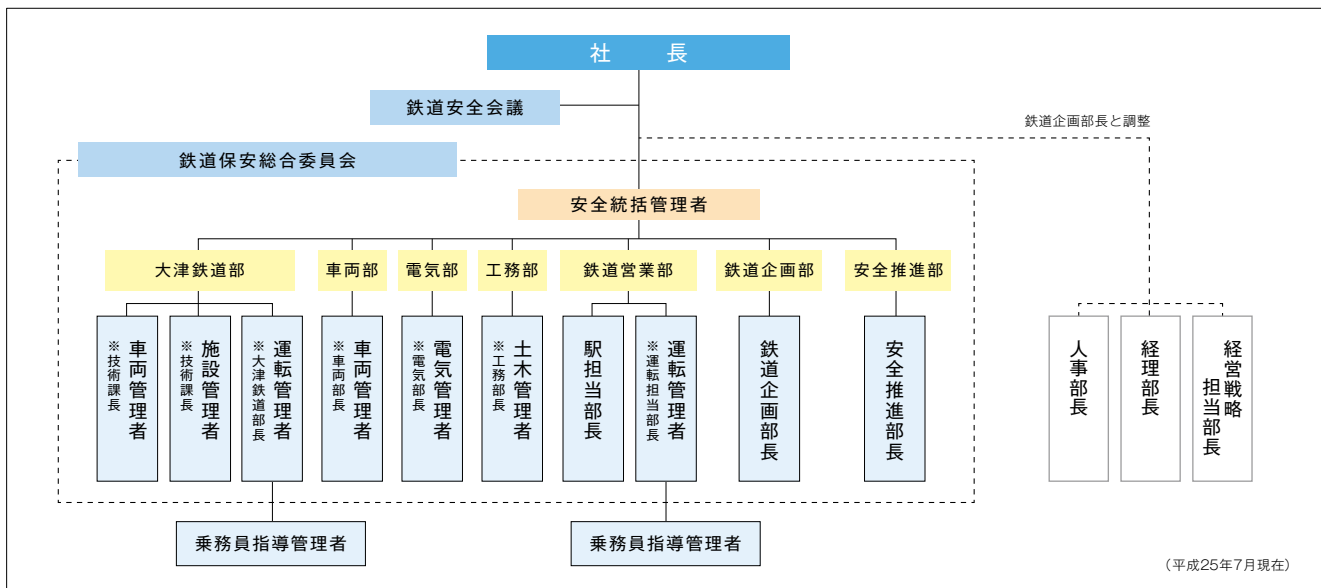 社　長
鉄道安全会議
鉄道企画部長と調整
鉄道保安総合委員会
安全統括管理者
大津鉄道部
車両部
電気部
工務部
鉄道営業部
鉄道企画部
安全推進部
車両管理者
※技術課長
施設管理者
※技術課長
運転管理者
※大津鉄道部長
車両管理者
※車両部長
電気管理者
※電気部長
土木管理者
※工務部長
駅担当部長
運転管理者
※運転担当部長
鉄道企画部長
安全推進部長
人事部長
経理部長
経営戦略
担当部長
乗務員指導管理者
乗務員指導管理者
（平成25年7月現在）